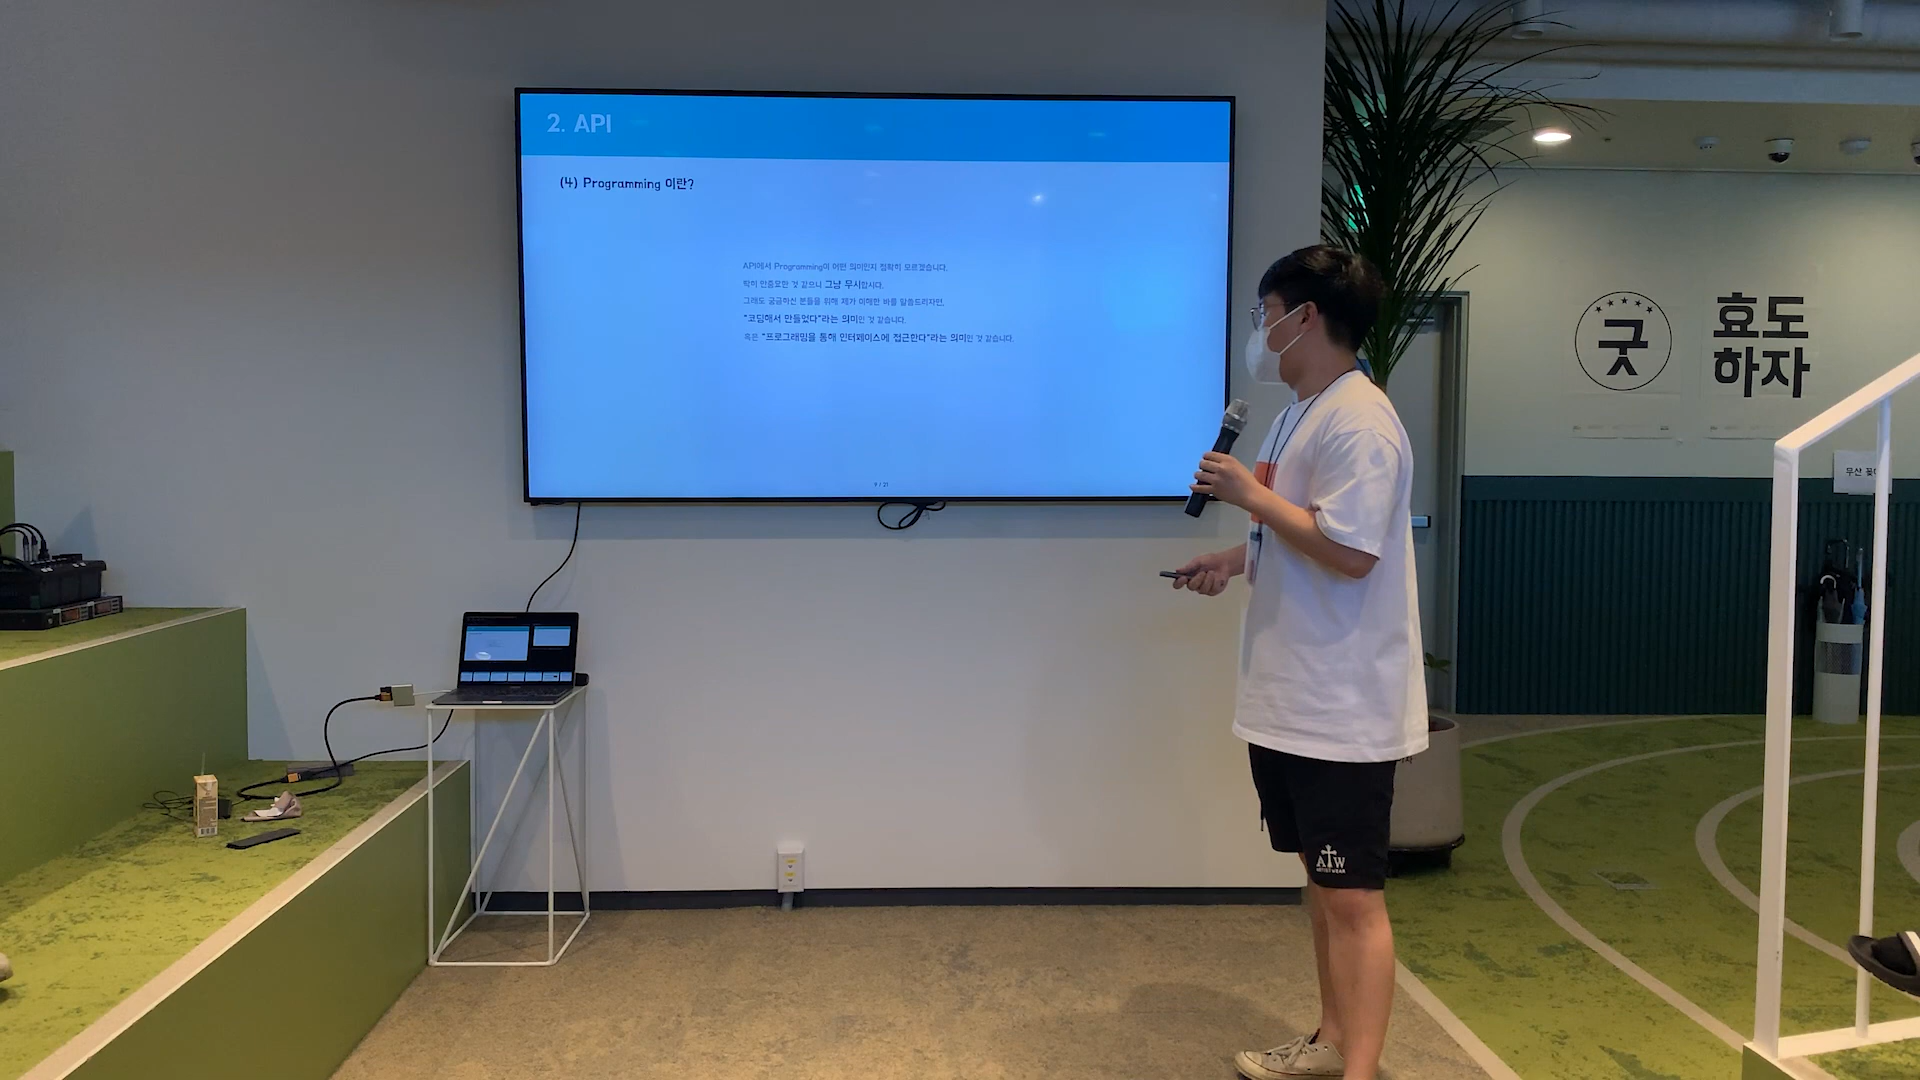 2. API
(4) Programming 이란?
API에서 Programming이 어떤 의미인지 정확히 모르겠습니다.
딱히 안중요한 것 같으니 그냥 무시합시다.
그래도 궁금하신 분들을 위해 제가 이해한 바를 말씀드리자면,
"코딩해서 만들었다"라는 의미인 것 같습니다.
혹은 "프로그래밍을 통해 인터페이스에 접근한다"라는 의미인 것 같습니다.
9 / 21
굿
효도
하자
우산 꽂
A W